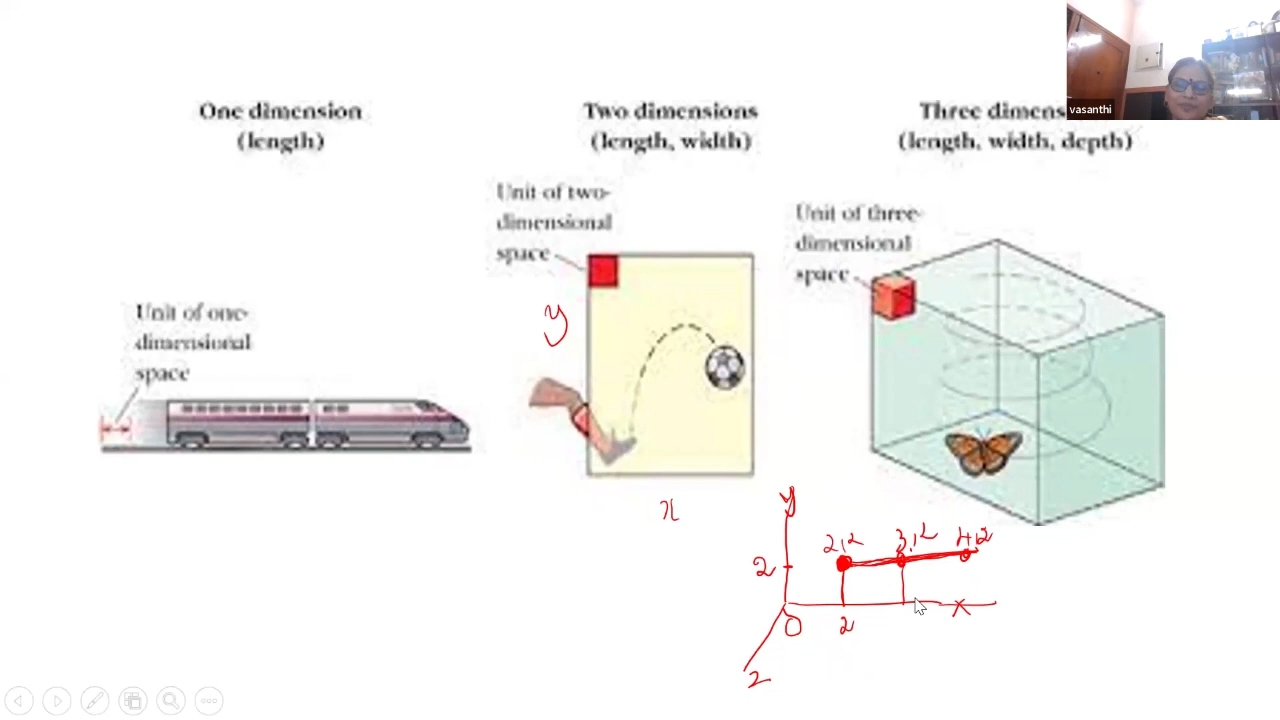 vasanthi
One dimension
(length)
Two dimensions
(length, width)
Three dimens
(length, width, depth)
Unit of one-
dimensional
space
Unit of two-
dimensional
space
Unit of three-
dimensional
space
y
x
y
2
2,2
3,2
4,2
0
2
x
z